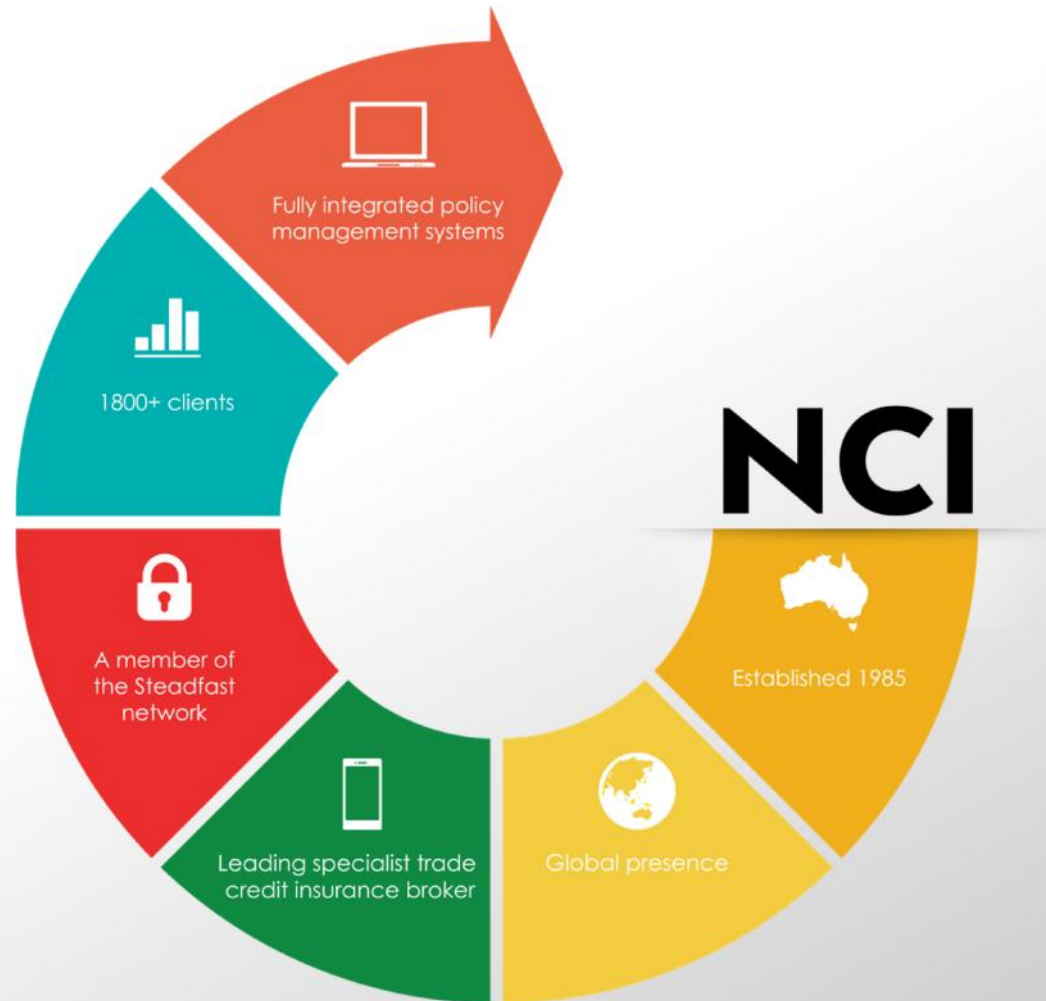 Fully integrated policy
management systems
1800+ clients
NCI
A member of
the Steadfast
network
Established 1985
Leading specialist trade
credit insurance broker
Global presence